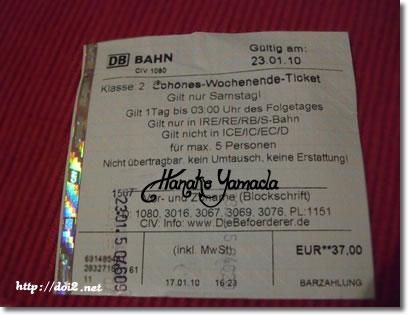 DB BAHN
CIV 1080
Gültig am:
23.01.10
Klasse: 2 Schönes-Wochenende-Ticket
Gilt nur Samstag!
Gilt 1Tag bis 03:00 Uhr des Folgetages
Gilt nur in IRE/RE/RB/S-Bahn
Gilt nicht in ICE/IC/EC/D
für max. 5 Personen
Nicht übertragbar, kein Umtausch, keine Erstattung!
Hanako Yamada
und Zuname (Blockschrift)
1080, 3016, 3067, 3069, 3076, PL:1151
CIV: Info: www.DieBefoerderer.de
(inkl. MwSt)
EUR**37,00
17.01.10 16:23
BARZAHLUNG
http://doi2.net